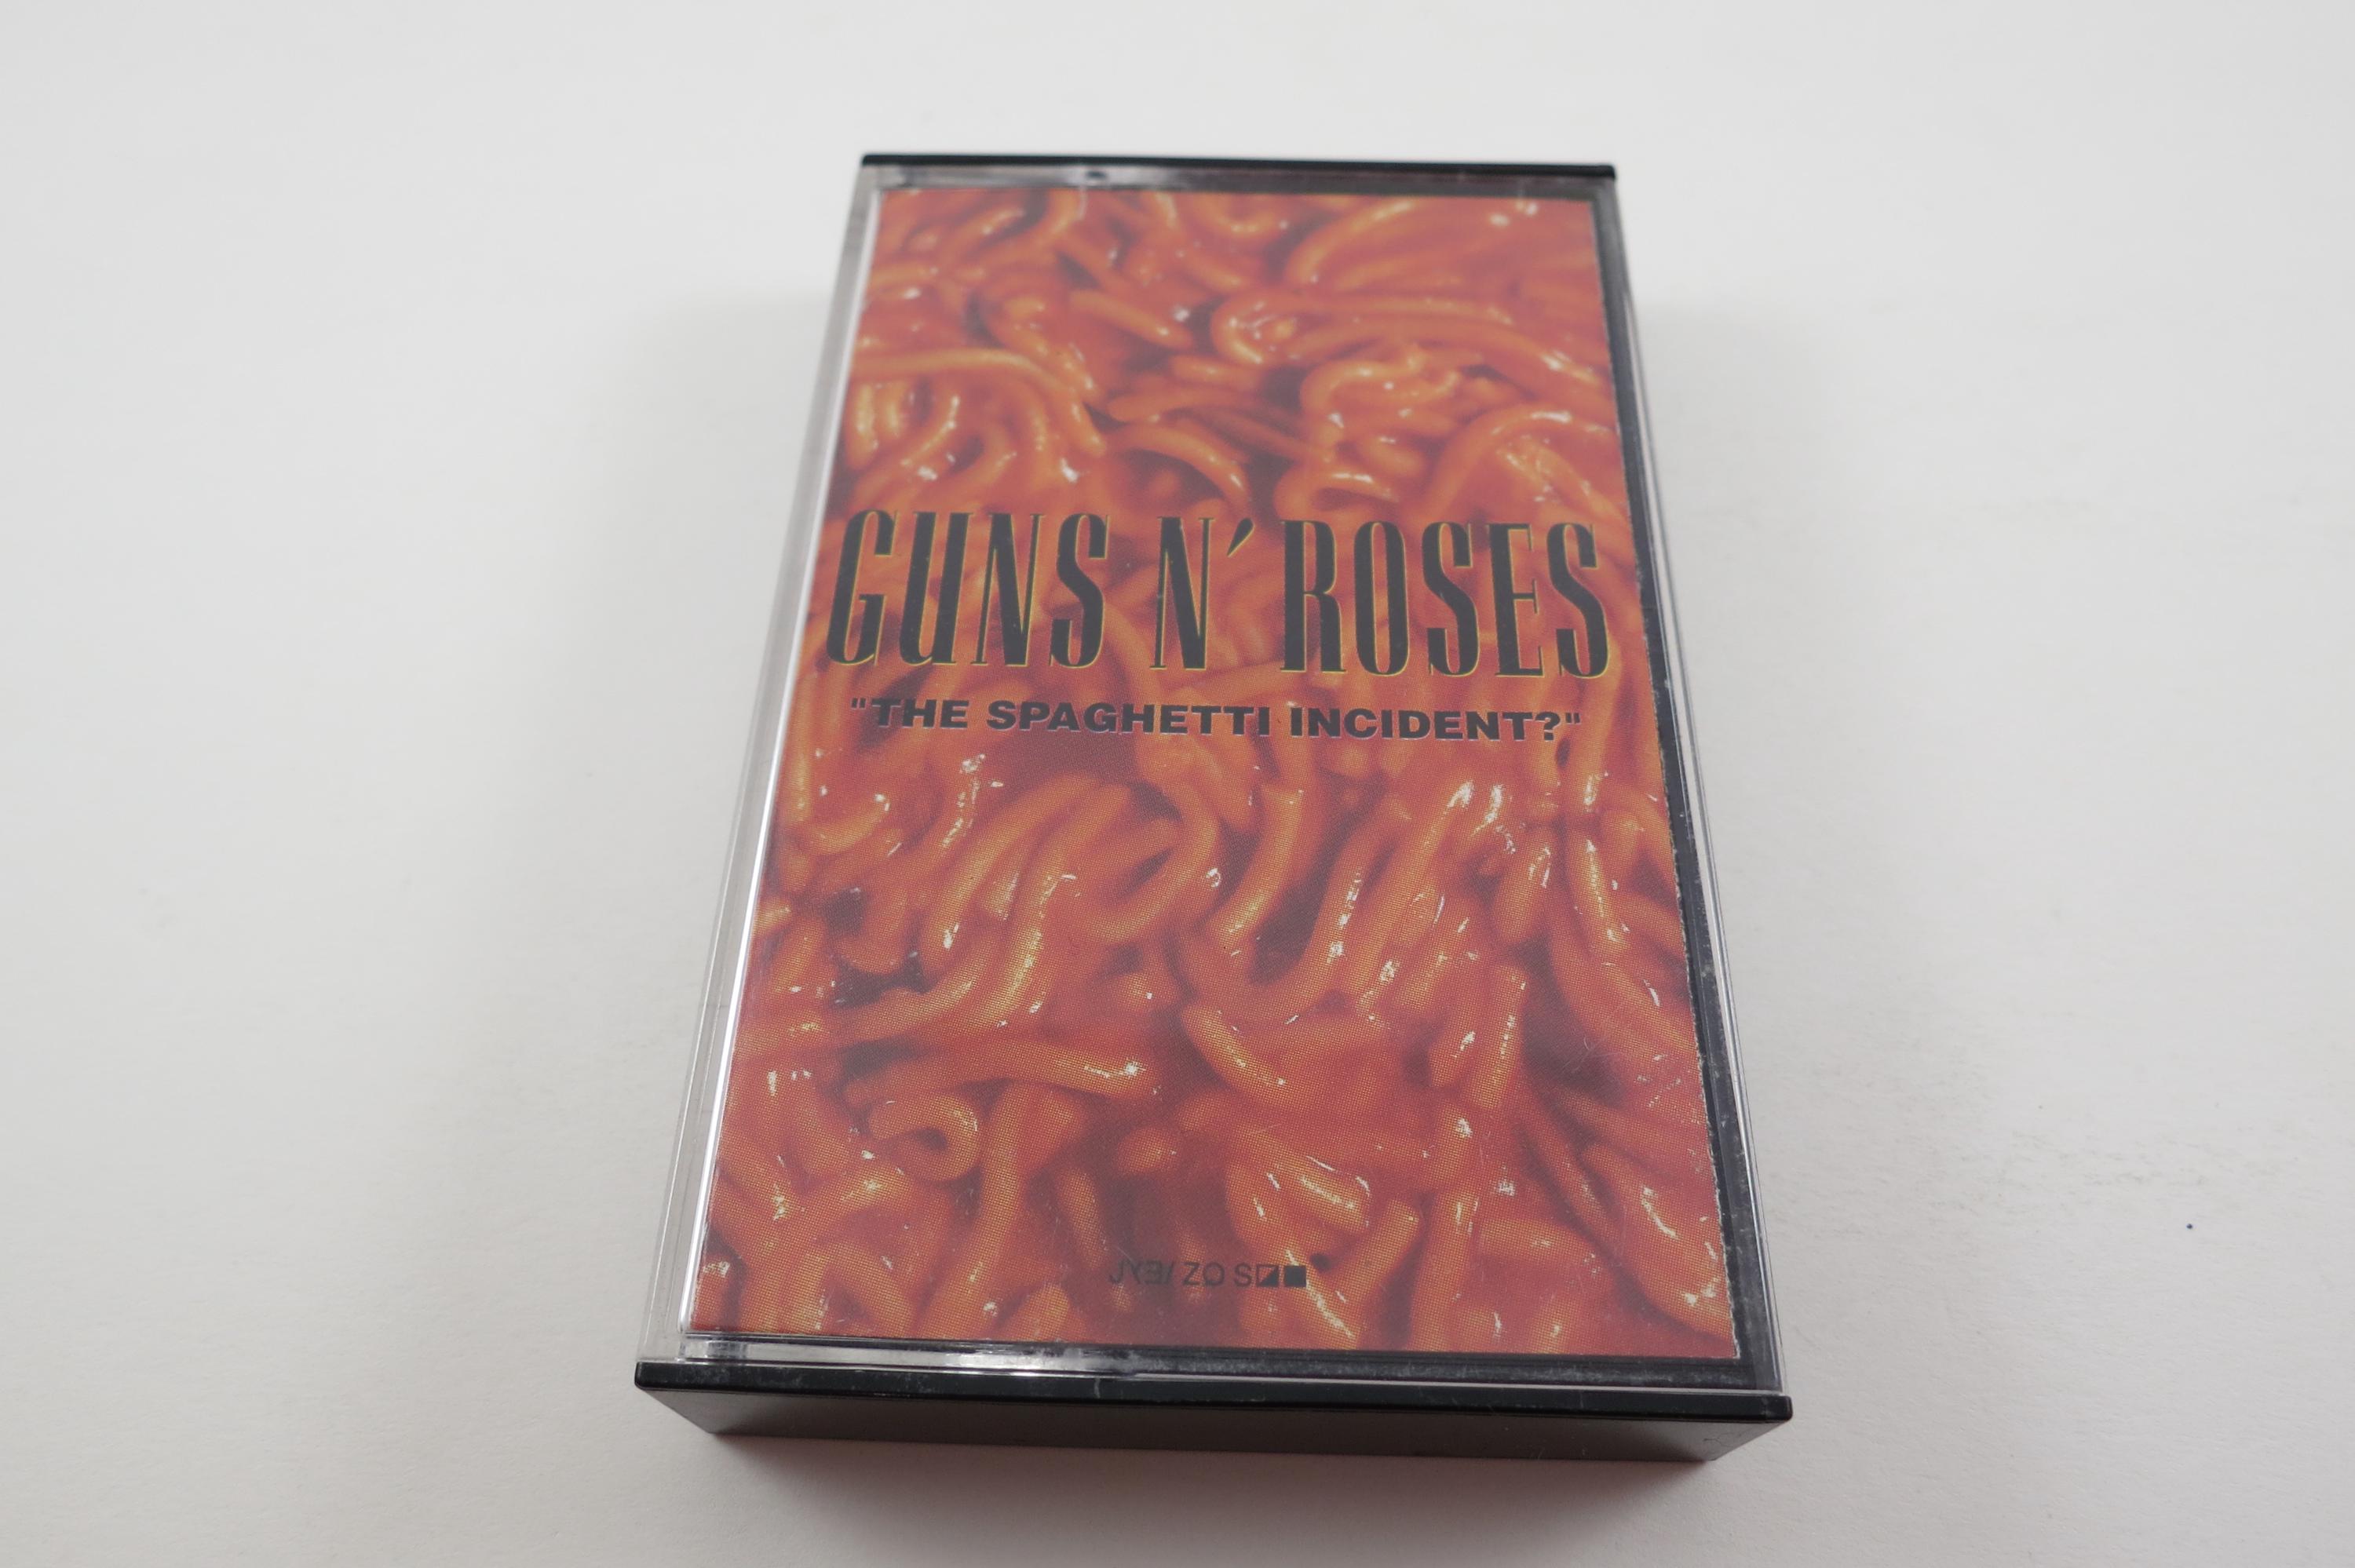 GUNS N' ROSES
"THE SPAGHETTI INCIDENT?"